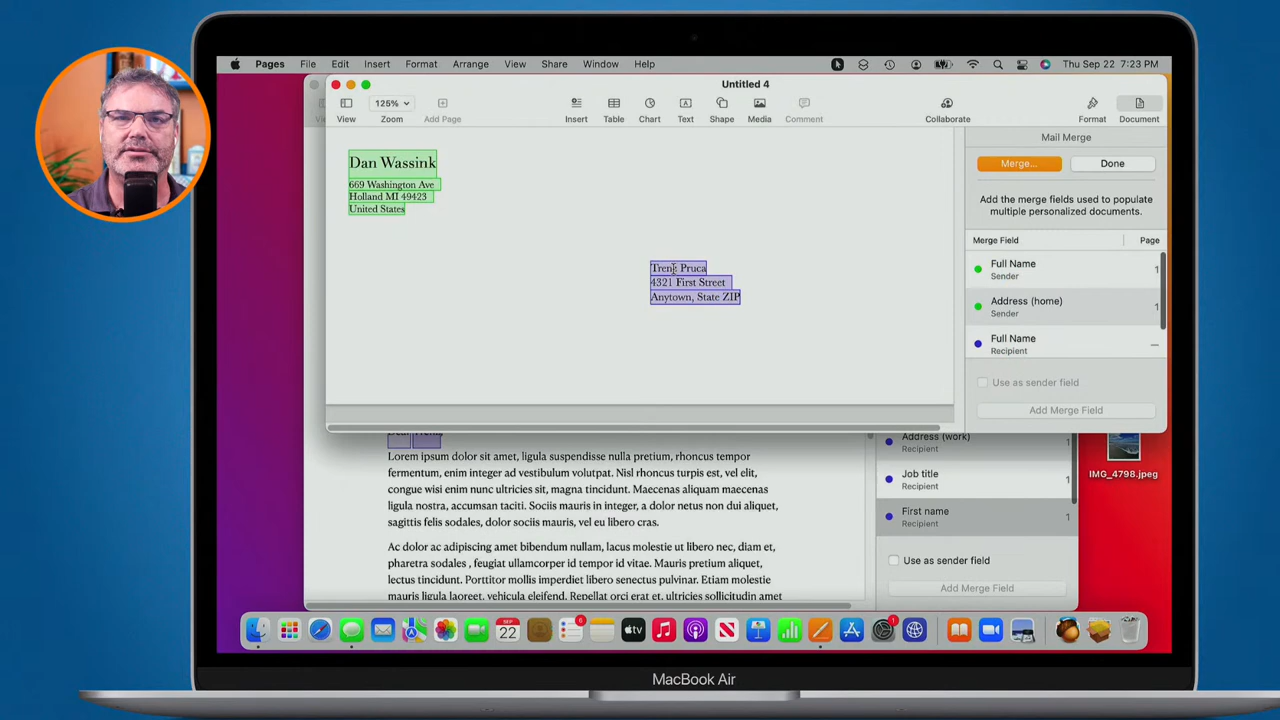 Pages File Edit Insert Format Arrange View Share Window Help
Thu Sep 22 7:23 PM
Untitled 4
125%
View Zoom Add Page Insert Table Chart Text Shape Media Comment Collaborate Format Document
Dan Wassink
669 Washington Ave
Holland MI 49423
United States
Trene Pruca
4321 First Street
Anytown, State ZIP
Mail Merge
Merge... Done
Add the merge fields used to populate
multiple personalized documents.
Merge Field Page
Full Name 1
Sender
Address (home) 1
Sender
Full Name —
Recipient
Use as sender field
Add Merge Field
Lorem ipsum dolor sit amet, ligula suspendisse nulla pretium, rhoncus tempor
fermentum, enim integer ad vestibulum volutpat. Nisl rhoncus turpis est, vel elit,
congue wisi enim nunc ultricies sit, magna tincidunt. Maecenas aliquam maecenas
ligula nostra, accumsan taciti. Sociis mauris in integer, a dolor netus non dui aliquet,
sagittis felis sodales, dolor sociis mauris, vel eu libero cras.
Ac dolor ac adipiscing amet bibendum nullam, lacus molestie ut libero nec, diam et,
pharetra sodales , feugiat ullamcorper id tempor id vitae. Mauris pretium aliquet,
lectus tincidunt. Porttitor mollis imperdiet libero senectus pulvinar. Etiam molestie
mauris ligula laoreet, vehicula eleifend. Repellat orci erat et, sem cum, ultricies sollicitudin amet
Address (work)
Recipient
Job title 1
Recipient
First name 1
Recipient
Use as sender field
Add Merge Field
IMG_4798.jpeg
SEP
22
6
tv
1
MacBook Air